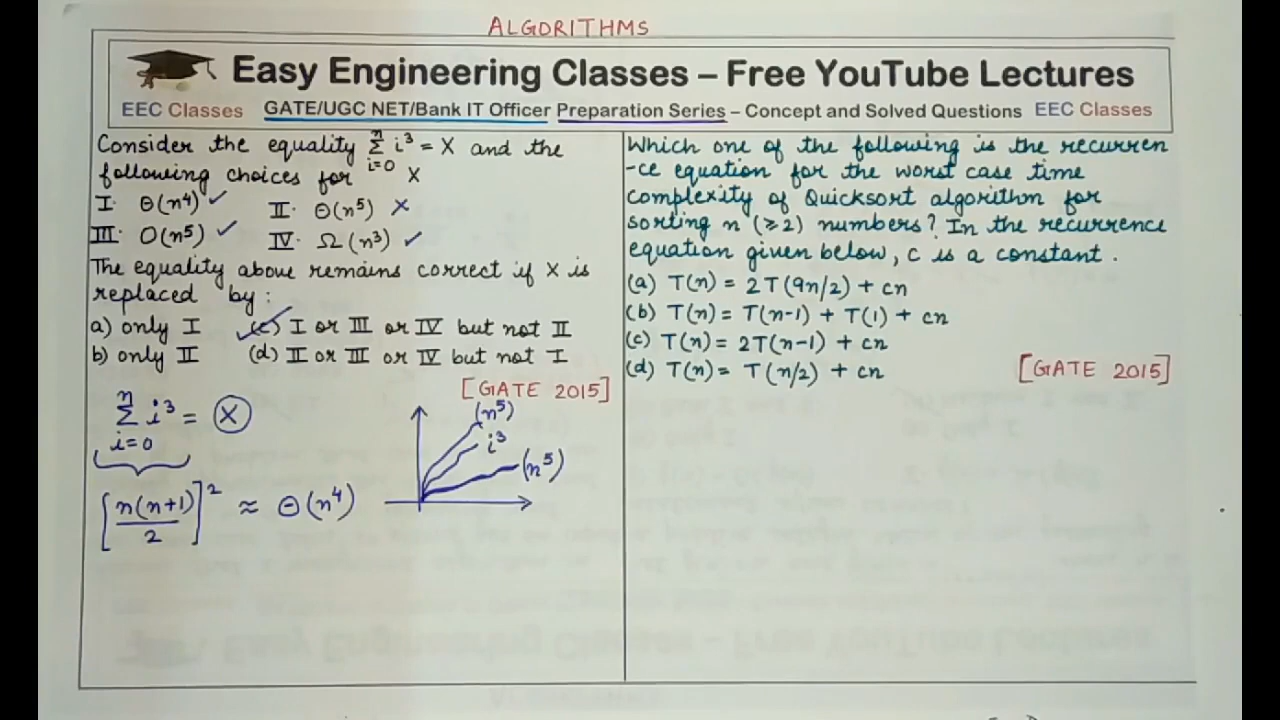 ALGORITHMS
Easy Engineering Classes – Free YouTube Lectures
EEC Classes GATE/UGC NET/Bank IT Officer Preparation Series – Concept and Solved Questions EEC Classes
Consider the equality \sum_{i=0}^{n} i³ = X and the
following choices for X
I. Θ(n⁴) ✓ II. Θ(n⁵) ✗
III. O(n⁵) ✓ IV. Ω(n³) ✓
The equality above remains correct if X is
replaced by:
a) only I ✓(c) I or III or IV but not II
b) only II (d) II or III or IV but not I
[GATE 2015]
\sum_{i=0}^{n} i³ = X
[n(n+1)/2]² ≈ Θ(n⁴)
(n⁵)
i³
(n⁵)
Which one of the following is the recurren
-ce equation for the worst case time
complexity of Quicksort algorithm for
sorting n (≥2) numbers? In the recurrence
equation given below, c is a constant.
(a) T(n) = 2T(9n/2) + cn
(b) T(n) = T(n-1) + T(1) + cn
(c) T(n) = 2T(n-1) + cn
(d) T(n) = T(n/2) + cn [GATE 2015]